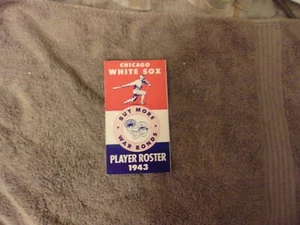 CHICAGO
WHITE SOX
BUY MORE
WAR BONDS
PLAYER ROSTER
1943